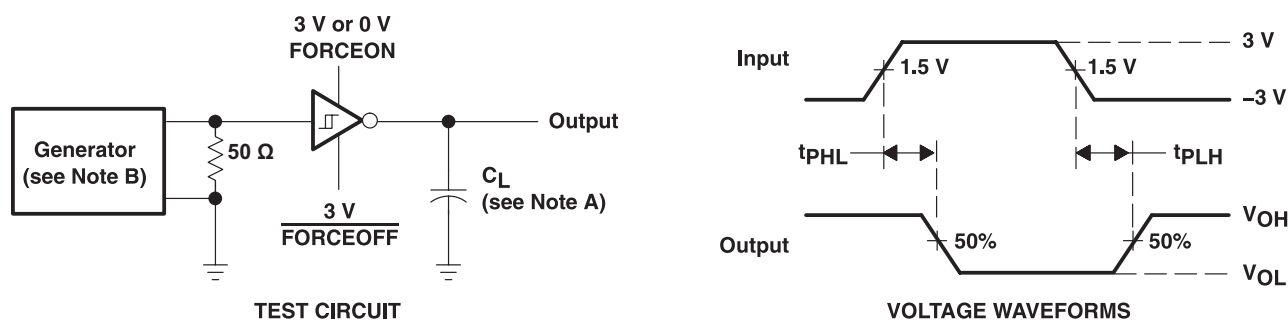 3 V or 0 V
FORCEON
Generator
(see Note B)
50 Ω
3 V
FORCEOFF
Output
CL
(see Note A)
TEST CIRCUIT
Input
3 V
1.5 V
1.5 V
–3 V
tPHL
tPLH
Output
50%
50%
VOH
VOL
VOLTAGE WAVEFORMS